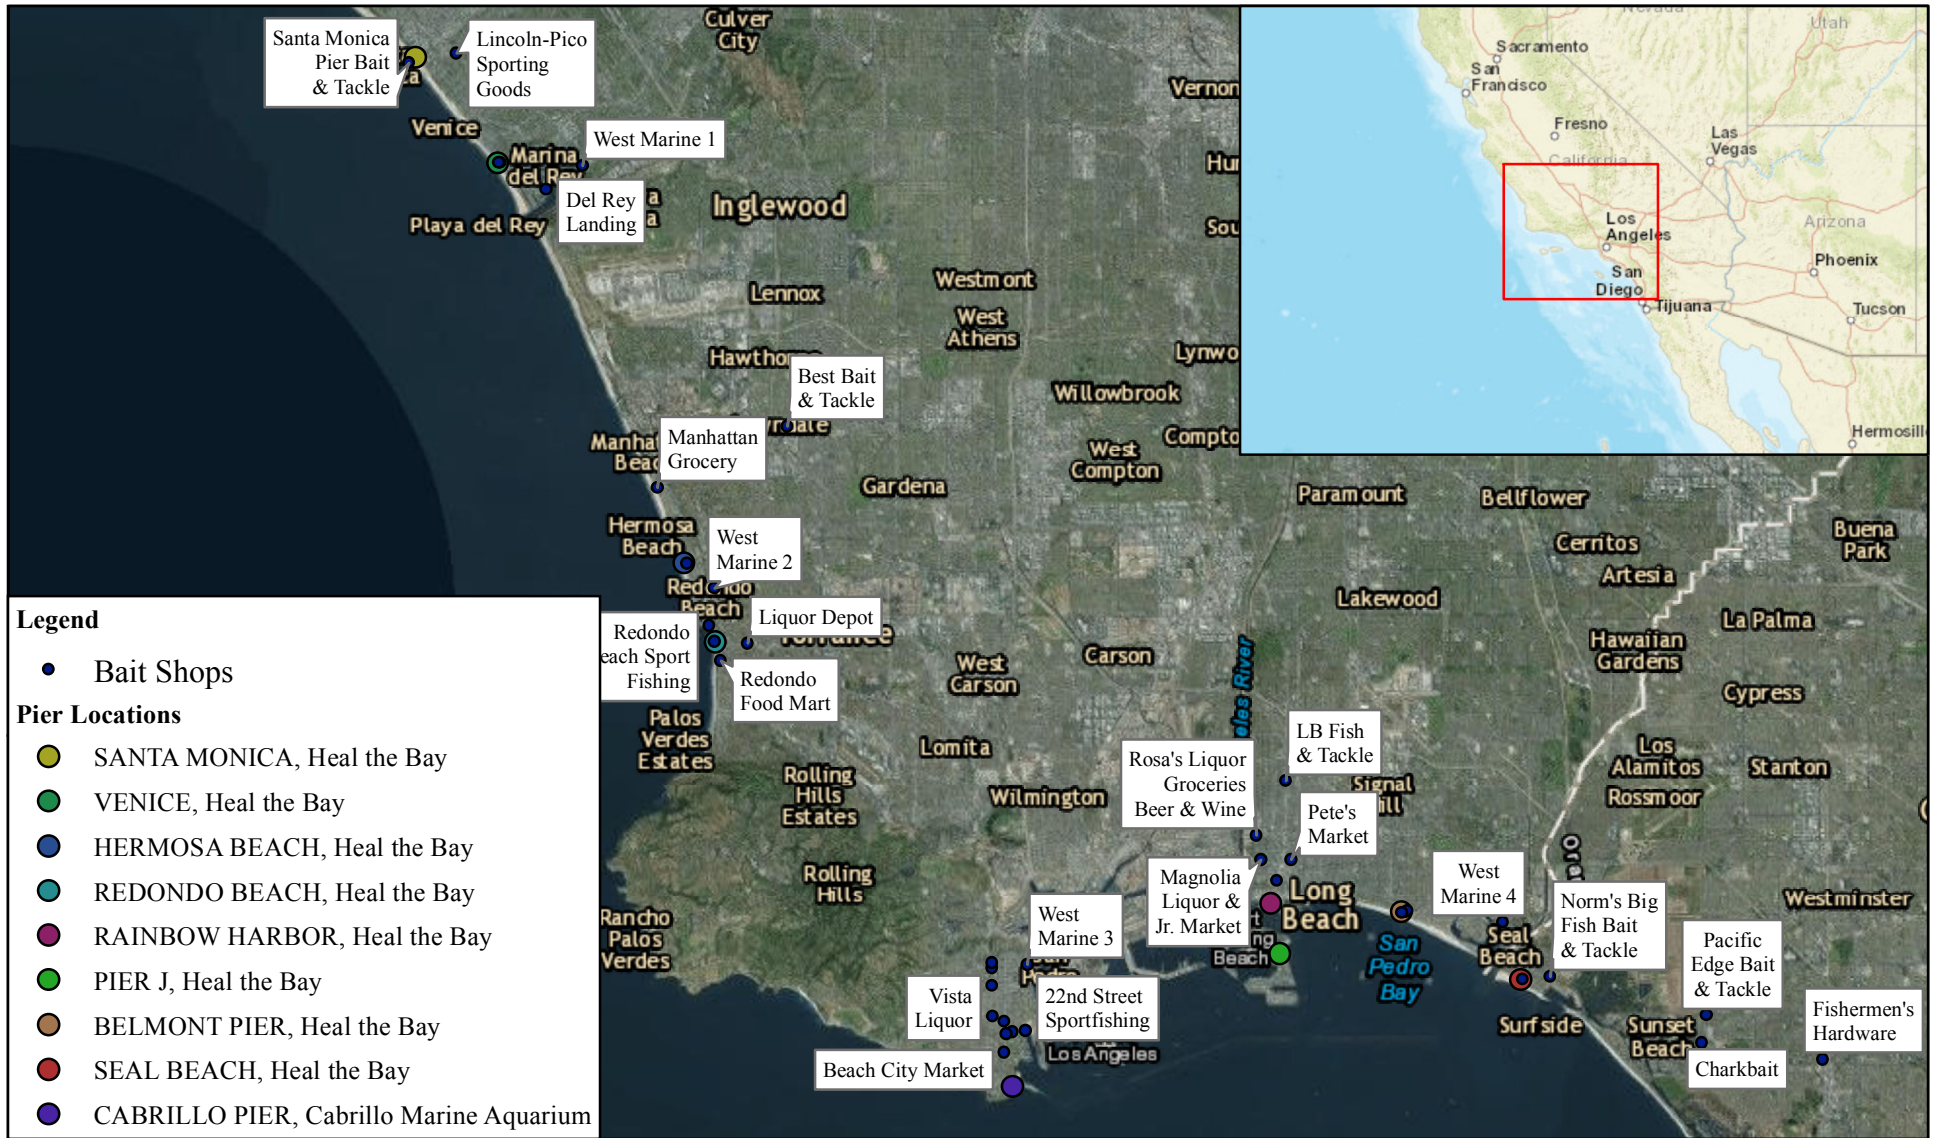 Culver
City
Santa Monica
Pier Bait
& Tackle
Lincoln-Pico
Sporting
Goods
Venice
West Marine 1
Marina
del Rey
Del Rey
Landing
Playa del Rey
Inglewood
Vernon
Westmont
Lennox
West
Athens
Hawthorne
Best Bait
& Tackle
Willowbrook
Manhattan
Grocery
West
Compton
Gardena
Hermosa
Beach
West
Marine 2
Redondo
Beach
Liquor Depot
Redondo
each Sport
Fishing
Redondo
Food Mart
West
Carson
Carson
Palos
Verdes
Estates
Lomita
Rolling
Hills
Estates
Wilmington
Rolling
Hills
Rancho
Palos
Verdes
Nevada
Utah
Sacramento
San
Francisco
Fresno
California
Las
Vegas
Los
Angeles
Arizona
San
Diego
Phoenix
Tijuana
Tucson
Paramount
Bellflower
Buena
Park
Cerritos
Artesia
Lakewood
La Palma
Hawaiian
Gardens
Cypress
Los
Alamitos
Stanton
Rossmoor
LB Fish
& Tackle
Rosa's Liquor
Groceries
Beer & Wine
Signal
Pete's
Market
Magnolia
Liquor &
Jr. Market
Long
Beach
Beach
West
Marine 3
West
Marine 4
Seal
Beach
Norm's Big
Fish Bait
& Tackle
Westminster
Pacific
Edge Bait
& Tackle
San
Pedro
Bay
Vista
Liquor
22nd Street
Sportfishing
Los Angeles
Beach City Market
Surfside
Sunset
Beach
Charkbait
Fishermen's
Hardware
Legend
Bait Shops
Pier Locations
SANTA MONICA, Heal the Bay
VENICE, Heal the Bay
HERMOSA BEACH, Heal the Bay
REDONDO BEACH, Heal the Bay
RAINBOW HARBOR, Heal the Bay
PIER J, Heal the Bay
BELMONT PIER, Heal the Bay
SEAL BEACH, Heal the Bay
CABRILLO PIER, Cabrillo Marine Aquarium